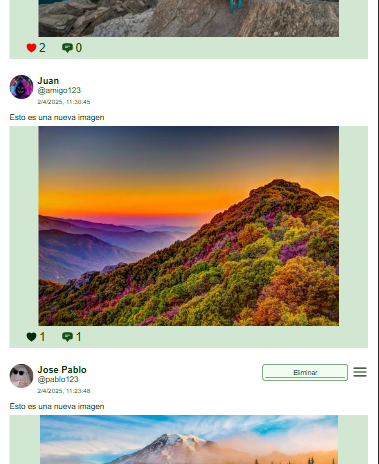 2 0
Juan
@amigo123
2/4/2025, 11:30:45
Esto es una nueva imagen
1 1
Jose Pablo
@pablo123
Eliminar
2/4/2025, 11:23:48
Esto es una nueva imagen